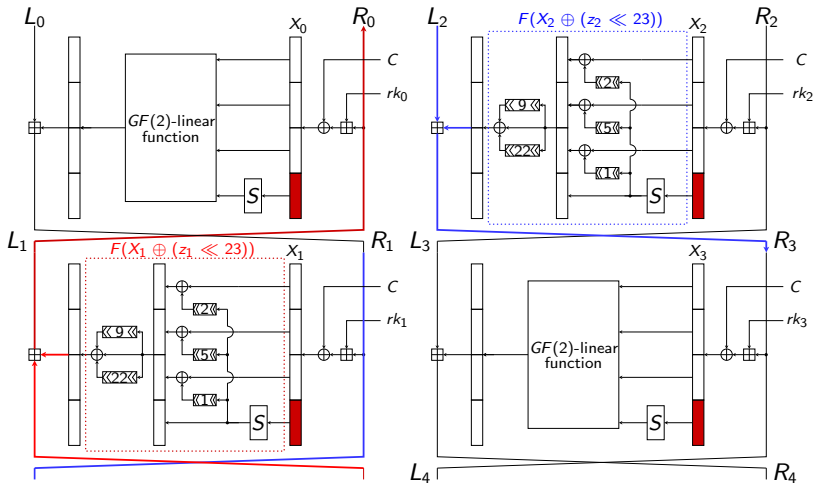 L₀ X₀ R₀
C
rk₀
GF(2)-linear
function
S
L₁ F(X₁ ⊕ (z₁ ≪ 23)) X₁ R₁
C
rk₁
2
9
5
22
1
S
L₂ F(X₂ ⊕ (z₂ ≪ 23)) X₂ R₂
C
rk₂
2
9
5
22
1
S
L₃ X₃ R₃
C
rk₃
GF(2)-linear
function
S
L₄ R₄